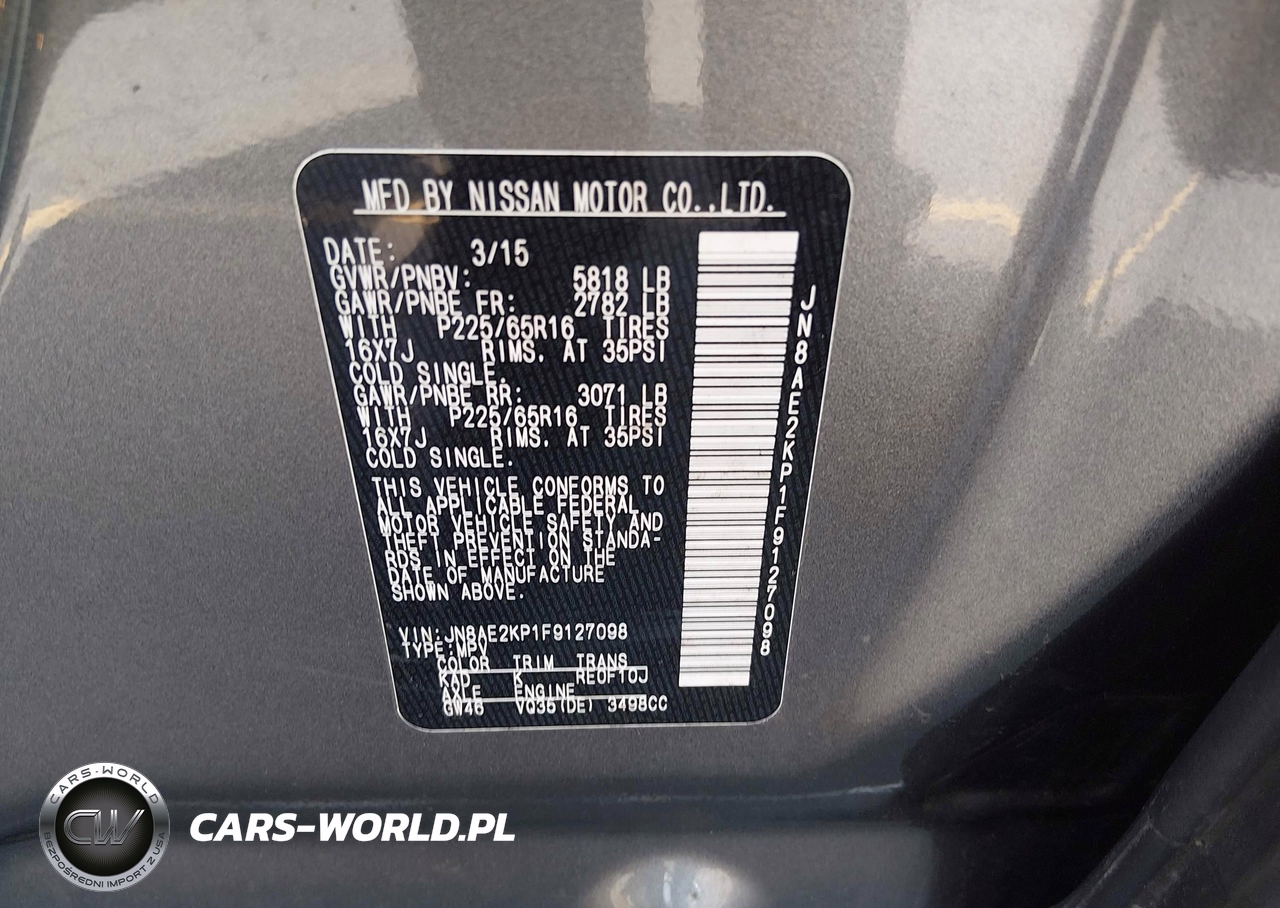 MFD BY NISSAN MOTOR CO.,LTD.
DATE: 3/15
GVWR/PNBV: 5818 LB
GAWR/PNBE FR: 2782 LB
WITH P225/65R16 TIRES
16X7J RIMS. AT 35PSI
COLD SINGLE.
GAWR/PNBE RR: 3071 LB
WITH P225/65R16 TIRES
16X7J RIMS. AT 35PSI
COLD SINGLE.
THIS VEHICLE CONFORMS TO
ALL APPLICABLE FEDERAL
MOTOR VEHICLE SAFETY AND
THEFT PREVENTION STANDA-
RDS IN EFFECT ON THE
DATE OF MANUFACTURE
SHOWN ABOVE.
VIN:JN8AE2KP1F9127098
TYPE:MPV
COLOR TRIM TRANS
KAD K RE0F10J
AXLE ENGINE
GW46 VQ35(DE) 3498CC
JN8AE2KP1F9127098
CARS-WORLD
CW
BEZPOŚREDNI IMPORT Z USA
CARS-WORLD.PL